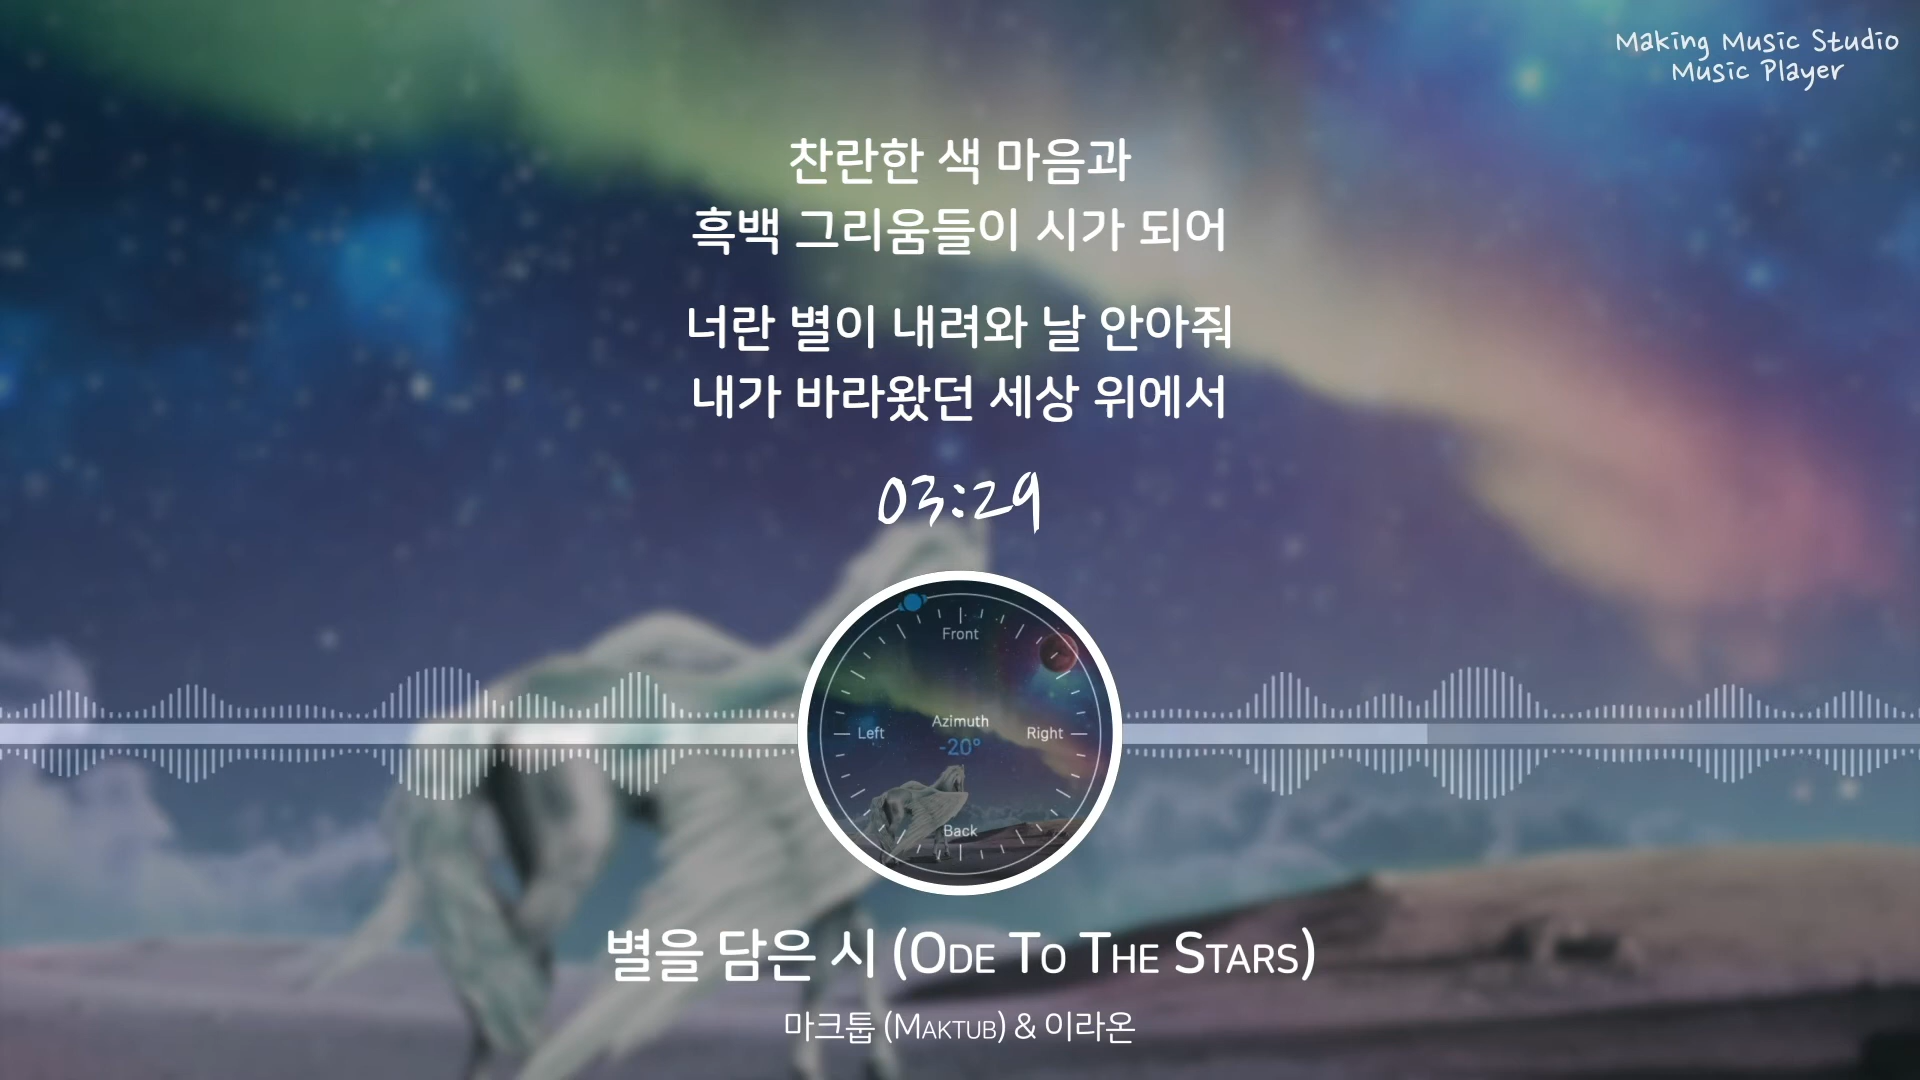 Making Music Studio
Music Player
찬란한 색 마음과
흑백 그리움들이 시가 되어
너란 별이 내려와 날 안아줘
내가 바라왔던 세상 위에서
03:29
Front
Azimuth
Left
Right
-20°
Back
별을 담은 시 (Ode To The Stars)
마크툽 (Maktub) & 이라온